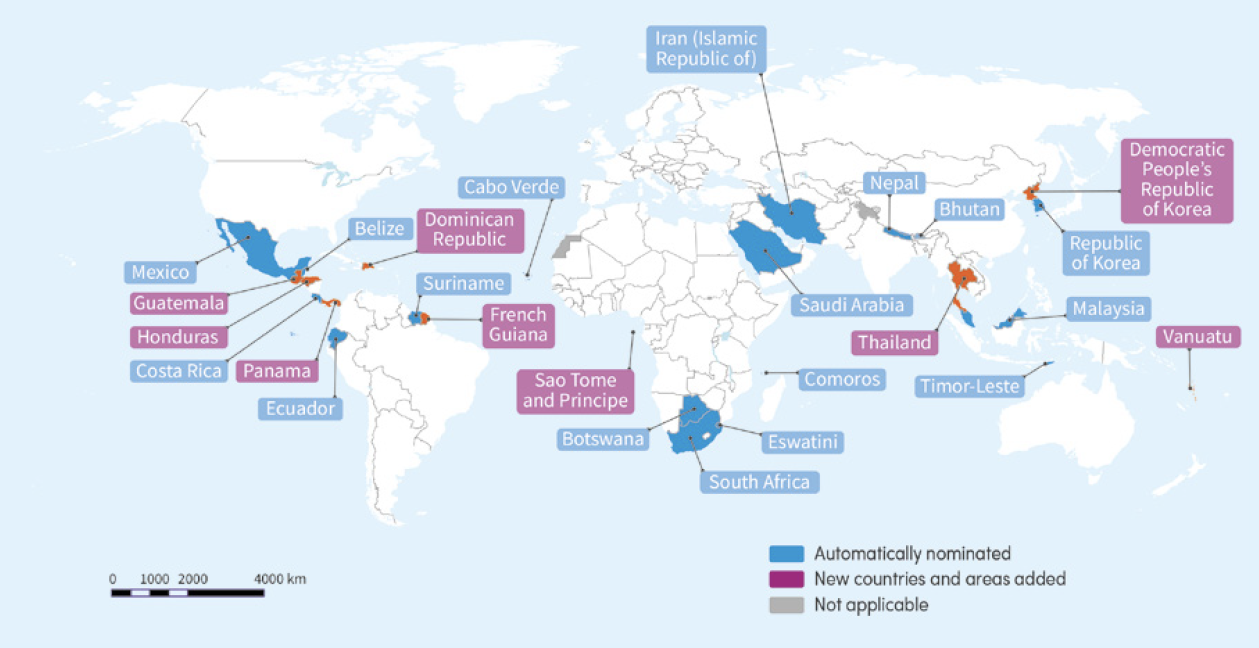 Iran (Islamic
Republic of)
Democratic
People's
Republic
of Korea
Nepal
Cabo Verde
Bhutan
Dominican
Republic
Belize
Republic
of Korea
Mexico
Suriname
Guatemala
Saudi Arabia
Malaysia
French
Guiana
Honduras
Thailand
Vanuatu
Costa Rica
Panama
Sao Tome
and Principe
Comoros
Timor-Leste
Ecuador
Botswana
Eswatini
South Africa
Automatically nominated
0 1000 2000 4000 km
New countries and areas added
Not applicable